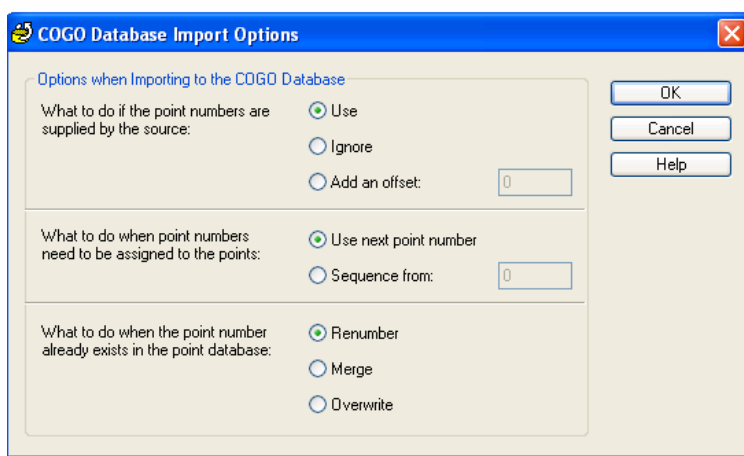 COGO Database Import Options
Options when Importing to the COGO Database
What to do if the point numbers are
supplied by the source:
Use
Ignore
Add an offset:
0
What to do when point numbers
need to be assigned to the points:
Use next point number
Sequence from:
0
What to do when the point number
already exists in the point database:
Renumber
Merge
Overwrite
OK
Cancel
Help